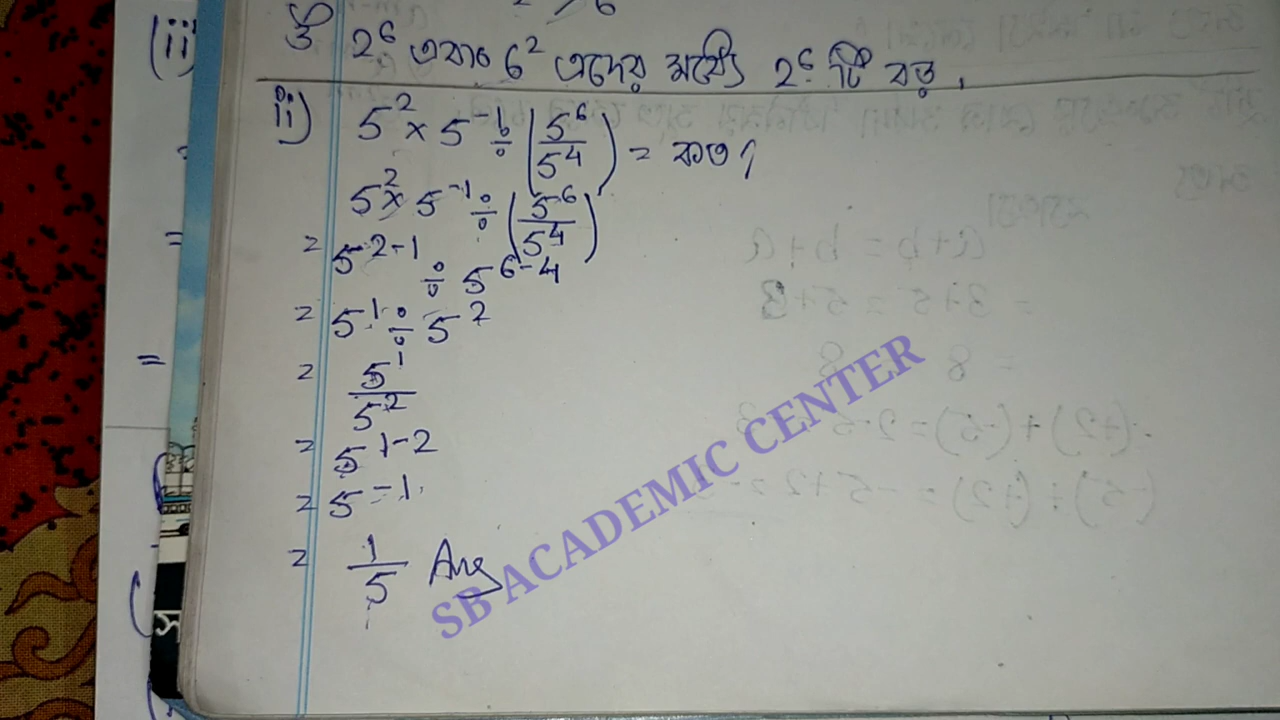 (ii)
ঔ 2⁶ এবং 6² এদের মধ্যে 2⁶ টি বড়।
ii) 5² × 5⁻¹ ÷ (5⁶/5⁴) = কত?
5² × 5⁻¹ ÷ (5⁶/5⁴)
= 5²⁻¹ ÷ 5⁶⁻⁴
= 5¹ ÷ 5²
= 5¹/5²
= 5¹⁻²
= 5⁻¹
= 1/5 Ans
SB ACADEMIC CENTER